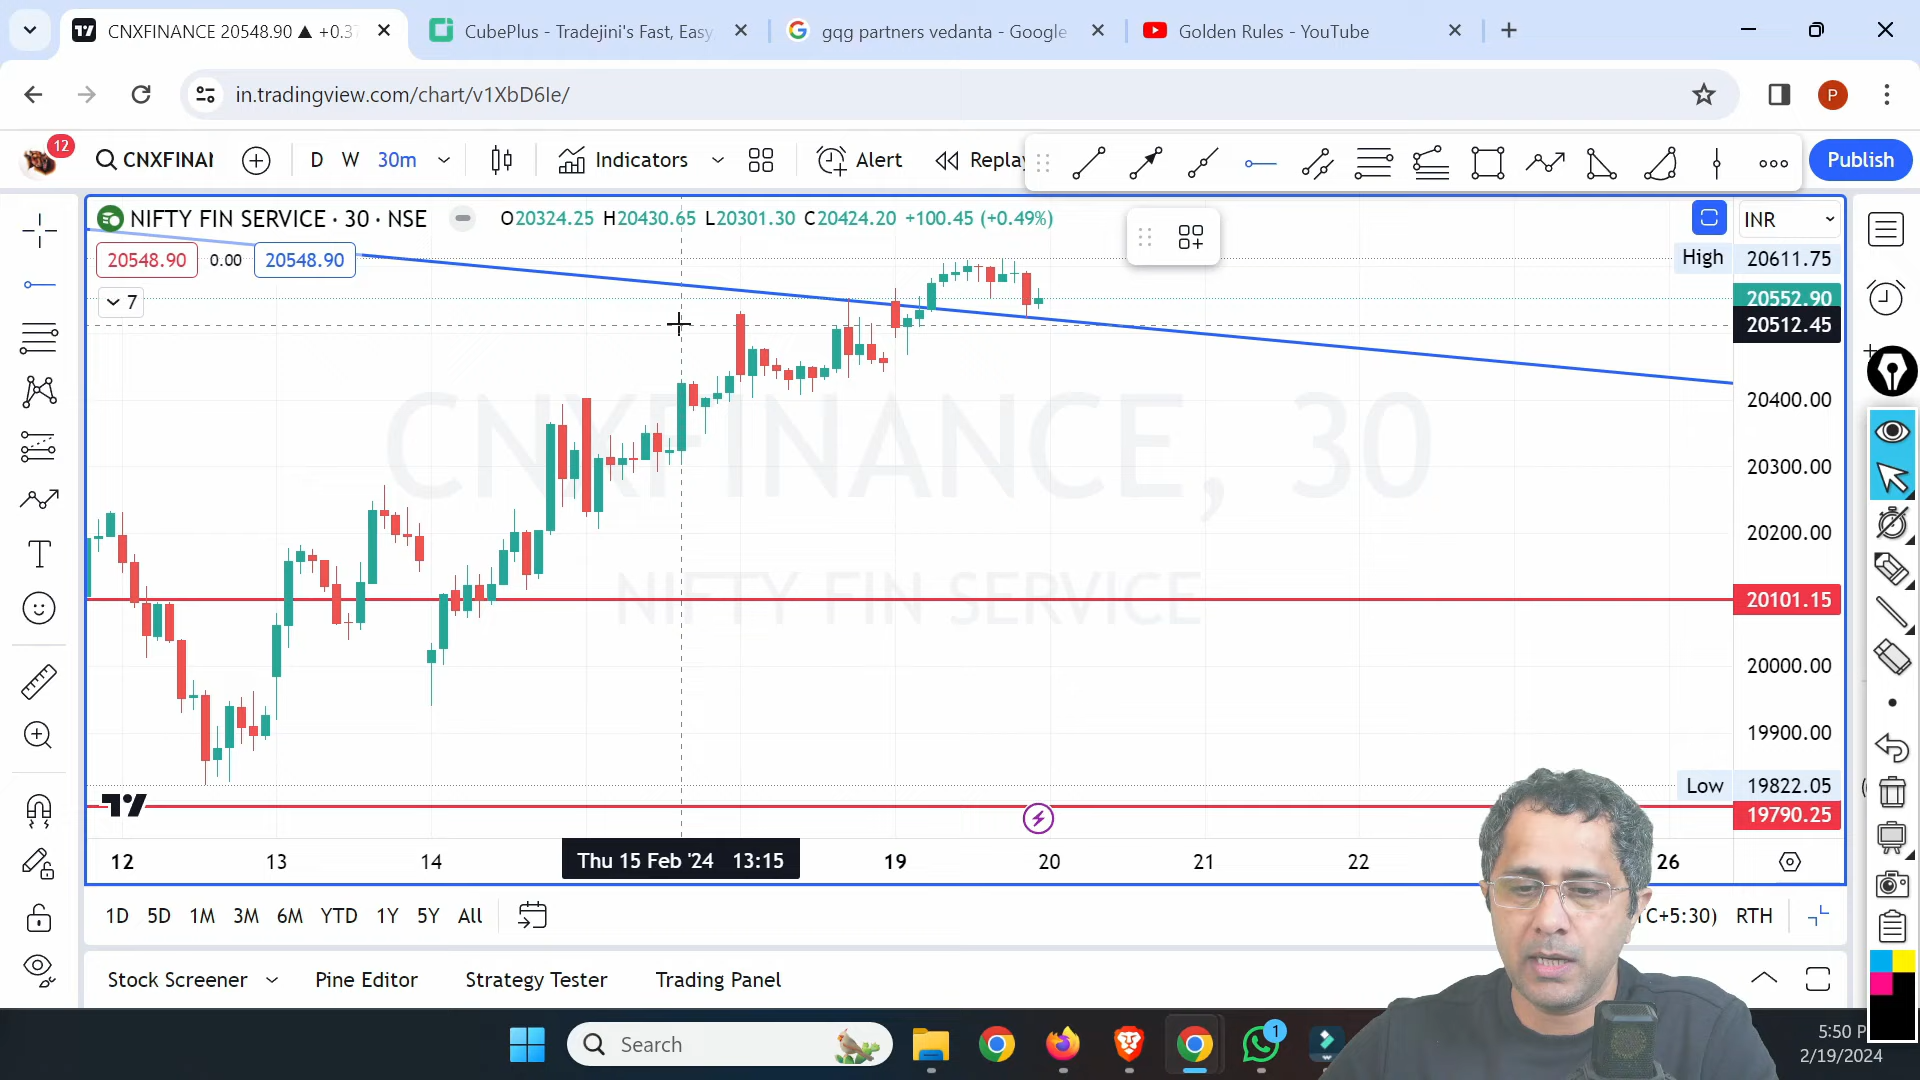 CNXFINANCE 20548.90 ▲ +0.37
CubePlus - Tradejini's Fast, Easy
gqg partners vedanta - Google
Golden Rules - YouTube
in.tradingview.com/chart/v1XbD6Ie/
P
12
CNXFINAN
D W 30m
Indicators
Alert
Replay
Publish
NIFTY FIN SERVICE · 30 · NSE
O20324.25 H20430.65 L20301.30 C20424.20 +100.45 (+0.49%)
INR
20548.90 0.00 20548.90
7
High 20611.75
20552.90
20512.45
20400.00
20300.00
20200.00
20101.15
20000.00
19900.00
Low 19822.05
19790.25
CNXFINANCE, 30
NIFTY FIN SERVICE
12 13 14 Thu 15 Feb '24 13:15 19 20 21 22 26
1D 5D 1M 3M 6M YTD 1Y 5Y All
C+5:30) RTH
Stock Screener
Pine Editor
Strategy Tester
Trading Panel
Search
1
5:50 P
2/19/2024